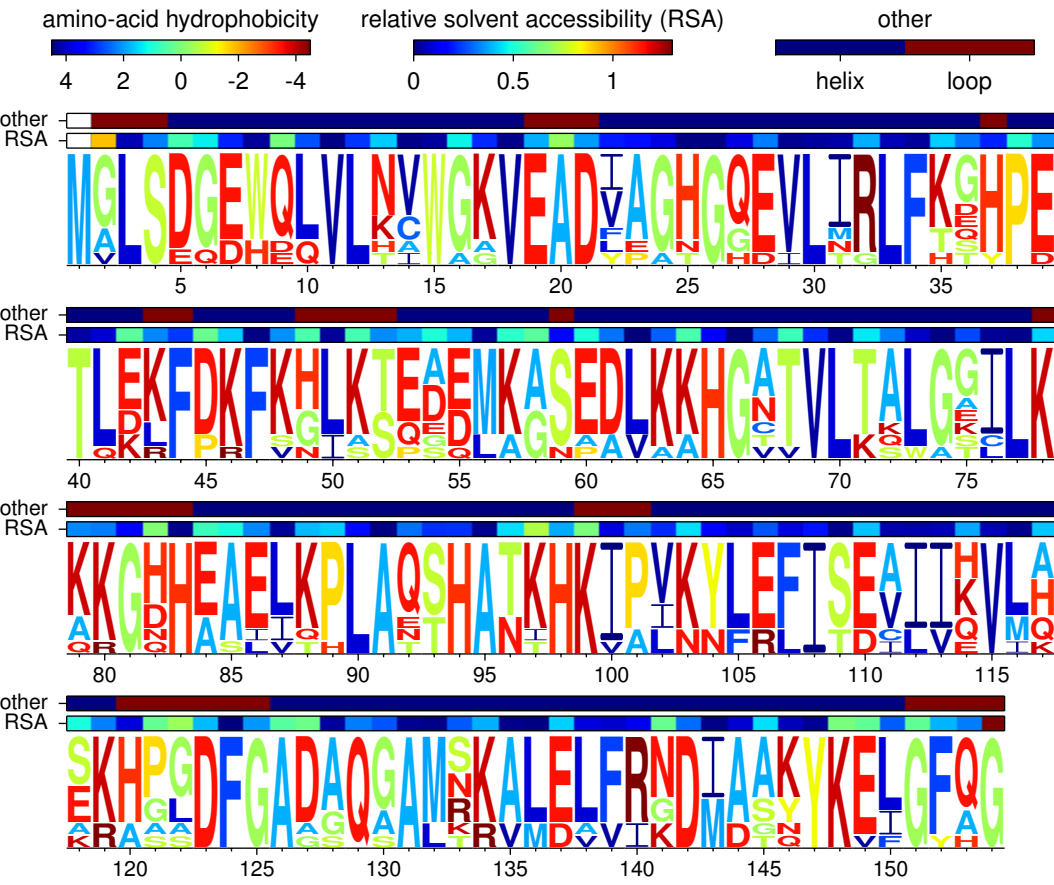 amino-acid hydrophobicity
4 2 0 -2 -4
relative solvent accessibility (RSA)
0 0.5 1
other
helix loop
other
RSA
MGLSDGEWQLVLNVWGKVEADIAGHGQEVLIRLFKGHPE
5 10 15 20 25 30 35
other
RSA
TLEKFDKFKHLKTEAEMKASEDLKKHGATVLTALGGILK
40 45 50 55 60 65 70 75
other
RSA
KKGHHEAELKPLAQSHATKHKIPVKYLEFISEAIIHVLA
80 85 90 95 100 105 110 115
other
RSA
SKHPGDFGADAQGAMSKALELFRNDIAAKYKELGFQG
120 125 130 135 140 145 150